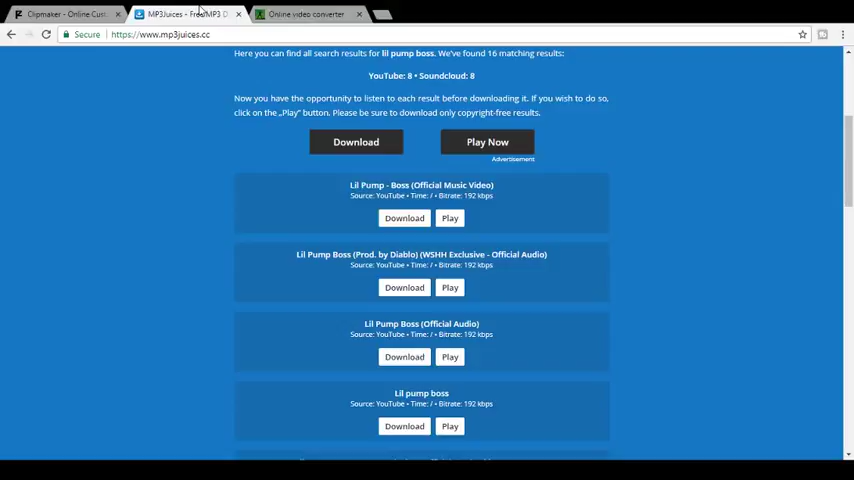 Clipmaker - Online Cust
MP3Juices - Free MP3 D
Online video converter
Secure
https://www.mp3juices.cc
Here you can find all search results for lil pump boss. We've found 16 matching results:
YouTube: 8 • Soundcloud: 8
Now you have the opportunity to listen to each result before downloading it. If you wish to do so,
click on the „Play" button. Please be sure to download only copyright-free results.
Download
Play Now
Advertisement
Lil Pump - Boss (Official Music Video)
Source: YouTube • Time: / • Bitrate: 192 kbps
Download
Play
Lil Pump Boss (Prod. by Diablo) (WSHH Exclusive - Official Audio)
Source: YouTube • Time: / • Bitrate: 192 kbps
Download
Play
Lil Pump Boss (Official Audio)
Source: YouTube • Time: / • Bitrate: 192 kbps
Download
Play
Lil pump boss
Source: YouTube • Time: / • Bitrate: 192 kbps
Download
Play